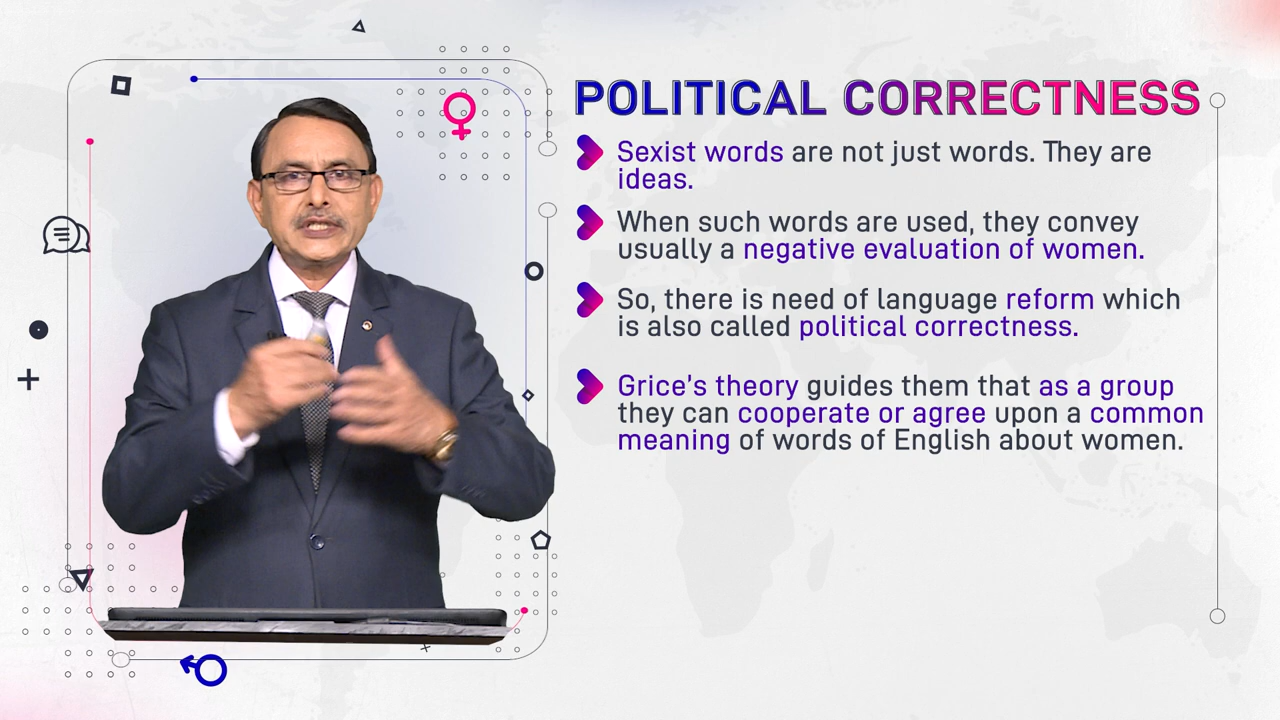 POLITICAL CORRECTNESS
Sexist words are not just words. They are
ideas.
When such words are used, they convey
usually a negative evaluation of women.
So, there is need of language reform which
is also called political correctness.
Grice's theory guides them that as a group
they can cooperate or agree upon a common
meaning of words of English about women.